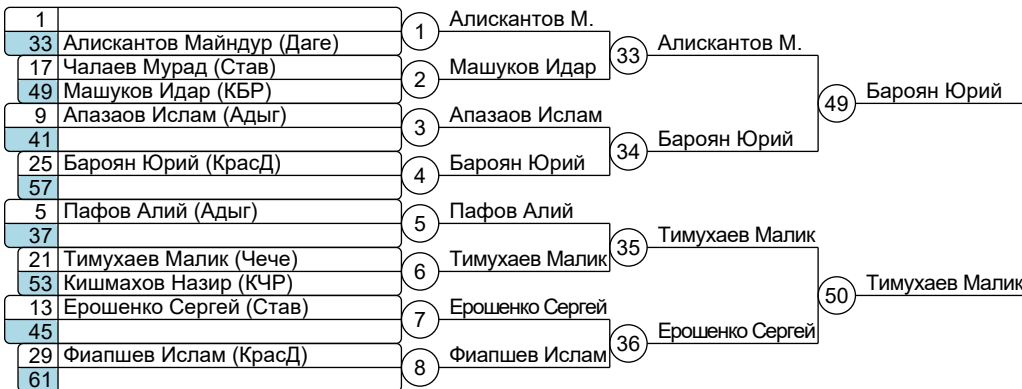 1
33 Алискантов Майндур (Даге)
17 Чалаев Мурад (Став)
49 Машуков Идар (КБР)
9 Апазаов Ислам (Адыг)
41
25 Бароян Юрий (КрасД)
57
5 Пафов Алий (Адыг)
37
21 Тимухаев Малик (Чече)
53 Кишмахов Назир (КЧР)
13 Ерошенко Сергей (Став)
45
29 Фиапшев Ислам (КрасД)
61
1 Алискантов М.
2 Машуков Идар
3 Апазаов Ислам
4 Бароян Юрий
5 Пафов Алий
6 Тимухаев Малик
7 Ерошенко Сергей
8 Фиапшев Ислам
33 Алискантов М.
34 Бароян Юрий
35 Тимухаев Малик
36 Ерошенко Сергей
49 Бароян Юрий
50 Тимухаев Малик